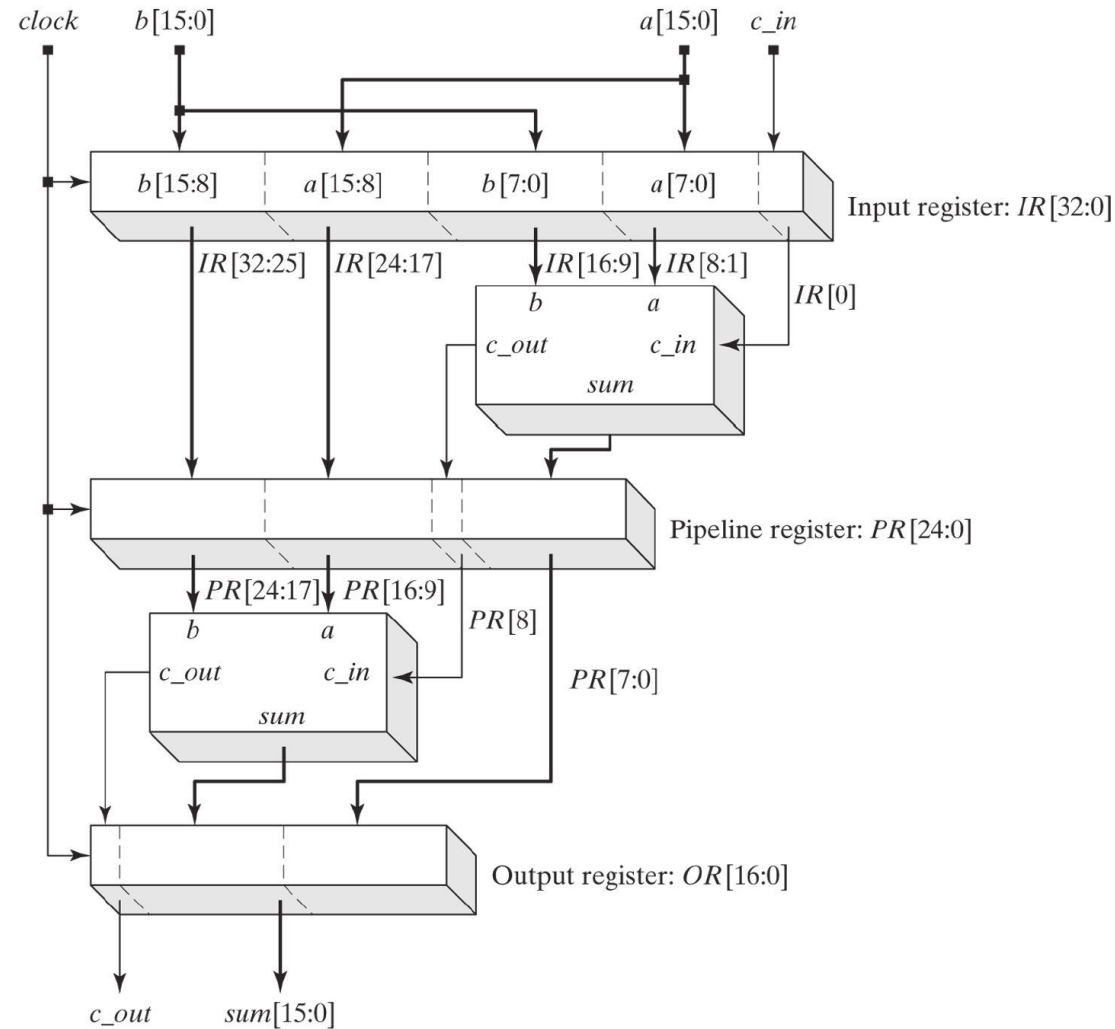 clock b[15:0] a[15:0] c_in
b[15:8] a[15:8] b[7:0] a[7:0]
Input register: IR[32:0]
IR[32:25] IR[24:17] IR[16:9] IR[8:1]
IR[0]
b a
c_out c_in
sum
Pipeline register: PR[24:0]
PR[24:17] PR[16:9]
PR[8]
b a
c_out c_in
PR[7:0]
sum
Output register: OR[16:0]
c_out sum[15:0]